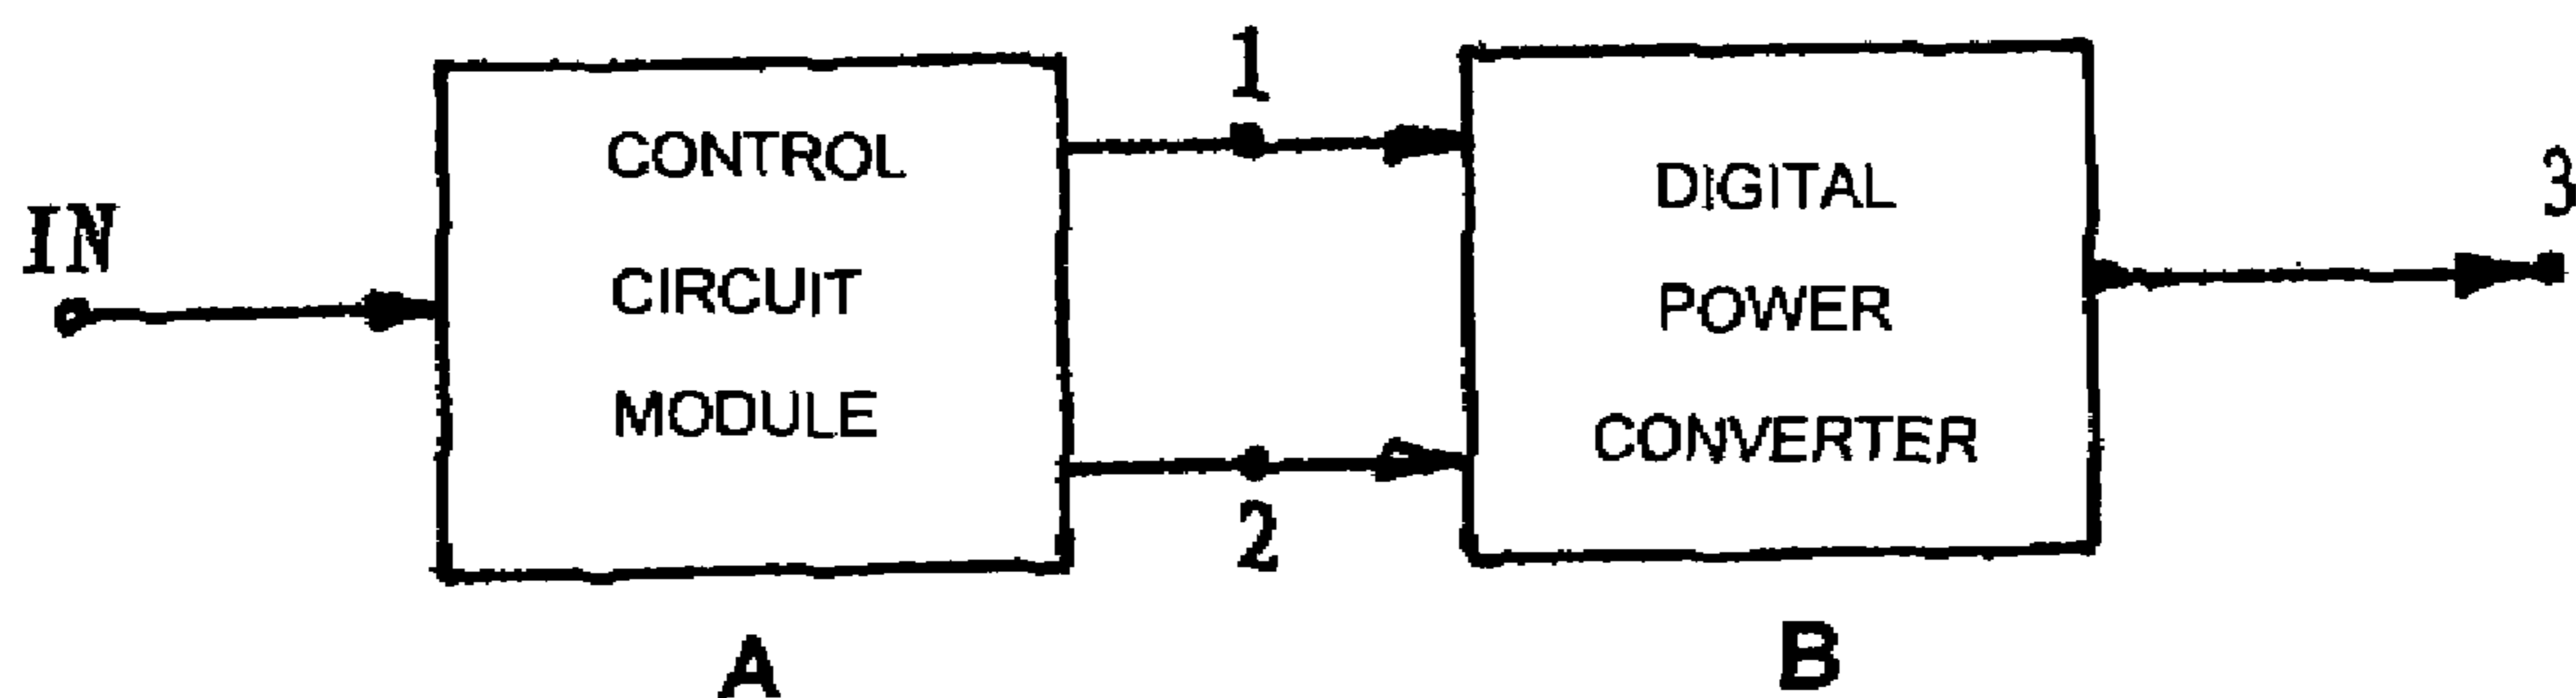 IN
CONTROL
CIRCUIT
MODULE
A
1
2
DIGITAL
POWER
CONVERTER
B
3